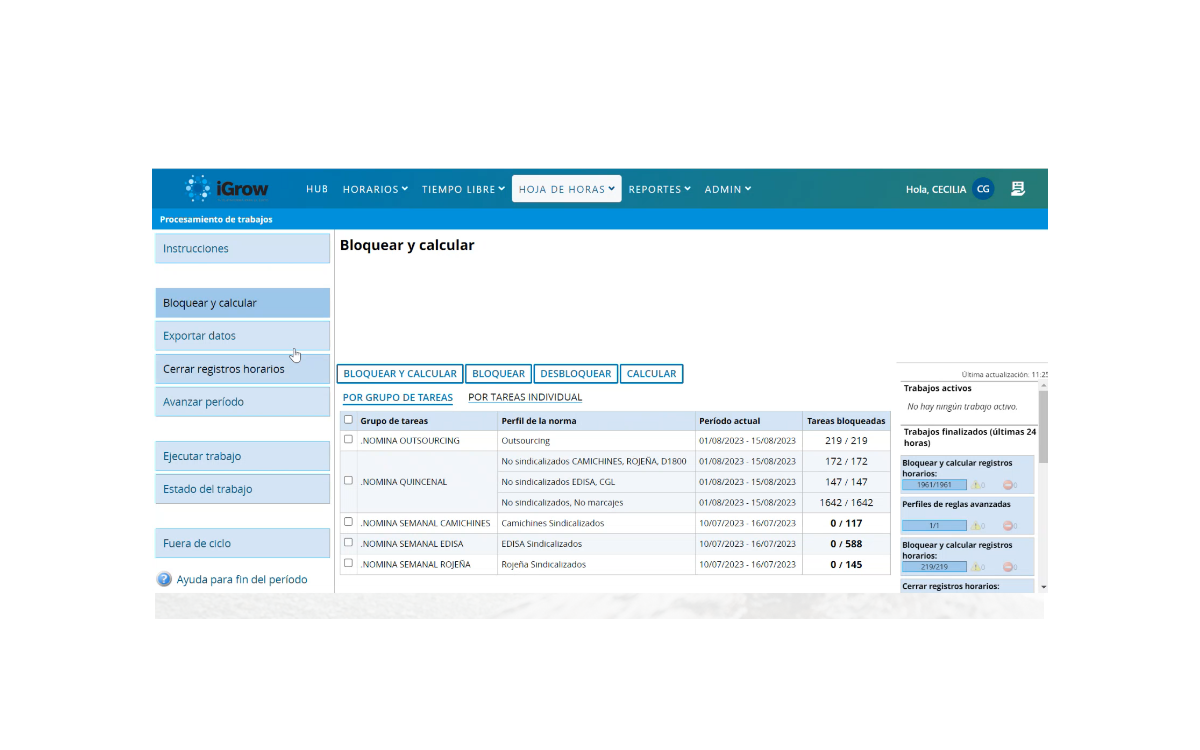 iGrow
HUB HORARIOS TIEMPO LIBRE HOJA DE HORAS REPORTES ADMIN
Hola, CECILIA CG
Procesamiento de trabajos
Instrucciones
Bloquear y calcular
Exportar datos
Cerrar registros horarios
Avanzar período
Ejecutar trabajo
Estado del trabajo
Fuera de ciclo
? Ayuda para fin del período
Bloquear y calcular
BLOQUEAR Y CALCULAR BLOQUEAR DESBLOQUEAR CALCULAR
POR GRUPO DE TAREAS POR TAREAS INDIVIDUAL
Grupo de tareas Perfil de la norma Período actual Tareas bloqueadas
.NOMINA OUTSOURCING Outsourcing 01/08/2023 - 15/08/2023 219 / 219
No sindicalizados CAMICHINES, ROJEÑA, D1800 01/08/2023 - 15/08/2023 172 / 172
.NOMINA QUINCENAL No sindicalizados EDISA, CGL 01/08/2023 - 15/08/2023 147 / 147
No sindicalizados, No marcajes 01/08/2023 - 15/08/2023 1642 / 1642
.NOMINA SEMANAL CAMICHINES Camichines Sindicalizados 10/07/2023 - 16/07/2023 0 / 117
.NOMINA SEMANAL EDISA EDISA Sindicalizados 10/07/2023 - 16/07/2023 0 / 588
.NOMINA SEMANAL ROJEÑA Rojeña Sindicalizados 10/07/2023 - 16/07/2023 0 / 145
Última actualización: 11:25
Trabajos activos
No hay ningún trabajo activo.
Trabajos finalizados (últimas 24
horas)
Bloquear y calcular registros
horarios:
1961/1961 0 0
Perfiles de reglas avanzadas
1/1 0 0
Bloquear y calcular registros
horarios:
219/219 0 0
Cerrar registros horarios: